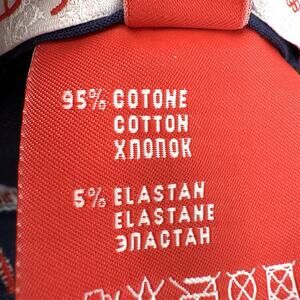 95% COTONE
COTTON
ХЛОПОК
5% ELASTAN
ELASTANE
ЭЛАСТАН